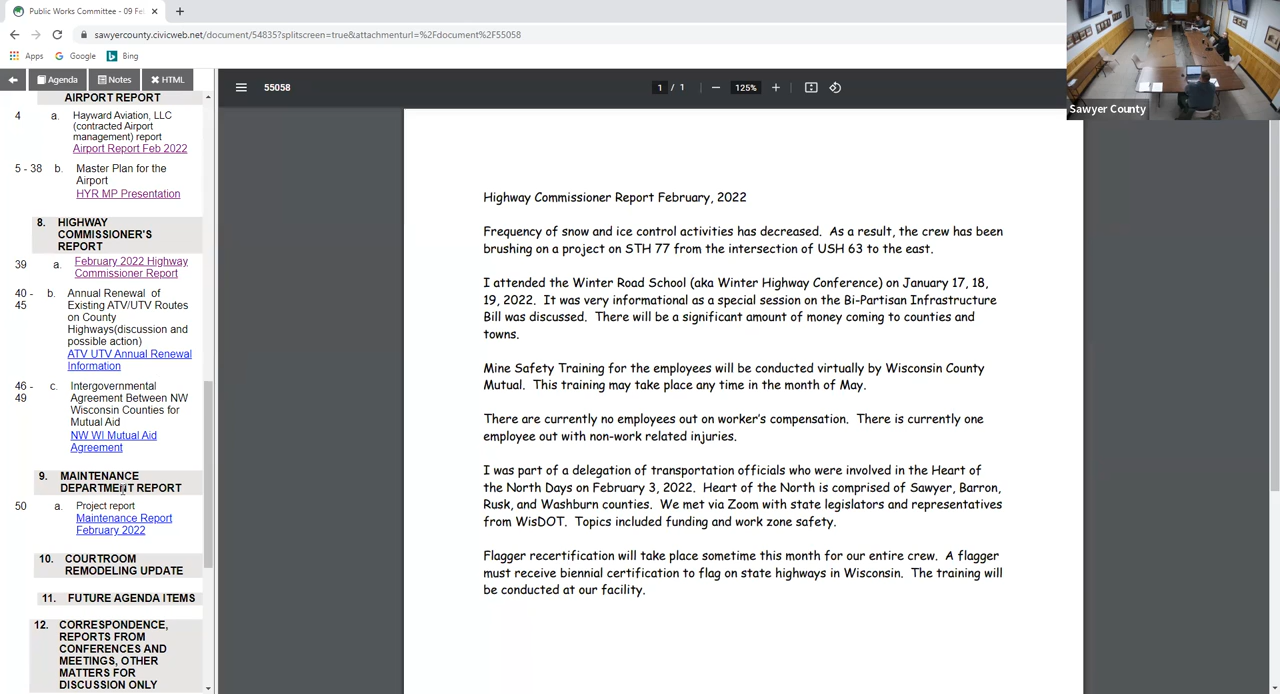 Public Works Committee - 09 Fe
sawyercounty.civicweb.net/document/54835?splitscreen=true&attachmenturl=%2Fdocument%2F55058
Apps Google Bing
Agenda Notes HTML
55058 1 / 1 125%
Sawyer County
AIRPORT REPORT
4 a. Hayward Aviation, LLC
(contracted Airport
management) report
Airport Report Feb 2022
5 - 38 b. Master Plan for the
Airport
HYR MP Presentation
8. HIGHWAY
COMMISSIONER'S
REPORT
39 a. February 2022 Highway
Commissioner Report
40 - b. Annual Renewal of
45 Existing ATV/UTV Routes
on County
Highways(discussion and
possible action)
ATV UTV Annual Renewal
Information
46 - c. Intergovernmental
49 Agreement Between NW
Wisconsin Counties for
Mutual Aid
NW WI Mutual Aid
Agreement
9. MAINTENANCE
DEPARTMENT REPORT
50 a. Project report
Maintenance Report
February 2022
10. COURTROOM
REMODELING UPDATE
11. FUTURE AGENDA ITEMS
12. CORRESPONDENCE,
REPORTS FROM
CONFERENCES AND
MEETINGS, OTHER
MATTERS FOR
DISCUSSION ONLY
Highway Commissioner Report February, 2022
Frequency of snow and ice control activities has decreased. As a result, the crew has been
brushing on a project on STH 77 from the intersection of USH 63 to the east.
I attended the Winter Road School (aka Winter Highway Conference) on January 17, 18,
19, 2022. It was very informational as a special session on the Bi-Partisan Infrastructure
Bill was discussed. There will be a significant amount of money coming to counties and
towns.
Mine Safety Training for the employees will be conducted virtually by Wisconsin County
Mutual. This training may take place any time in the month of May.
There are currently no employees out on worker's compensation. There is currently one
employee out with non-work related injuries.
I was part of a delegation of transportation officials who were involved in the Heart of
the North Days on February 3, 2022. Heart of the North is comprised of Sawyer, Barron,
Rusk, and Washburn counties. We met via Zoom with state legislators and representatives
from WisDOT. Topics included funding and work zone safety.
Flagger recertification will take place sometime this month for our entire crew. A flagger
must receive biennial certification to flag on state highways in Wisconsin. The training will
be conducted at our facility.